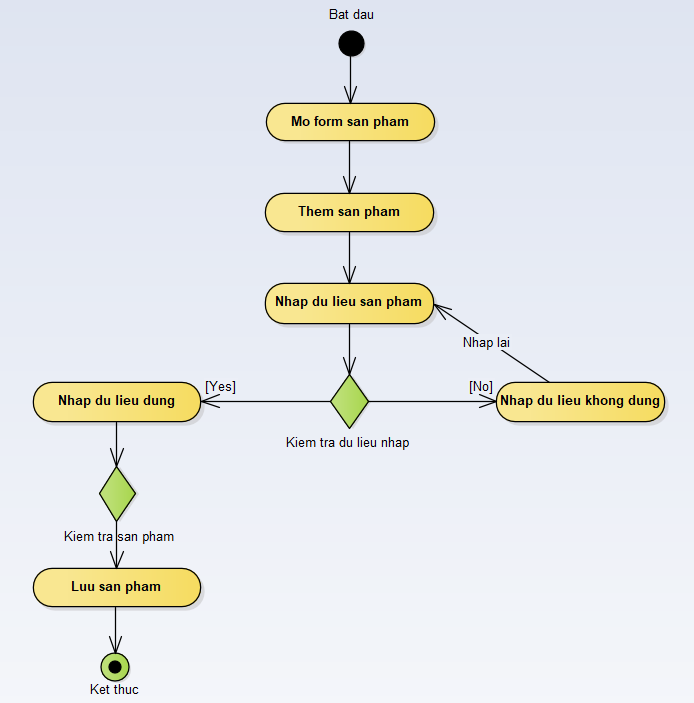 Bat dau
Mo form san pham
Them san pham
Nhap du lieu san pham
Nhap lai
[Yes]
[No]
Nhap du lieu dung
Nhap du lieu khong dung
Kiem tra du lieu nhap
Kiem tra san pham
Luu san pham
Ket thuc